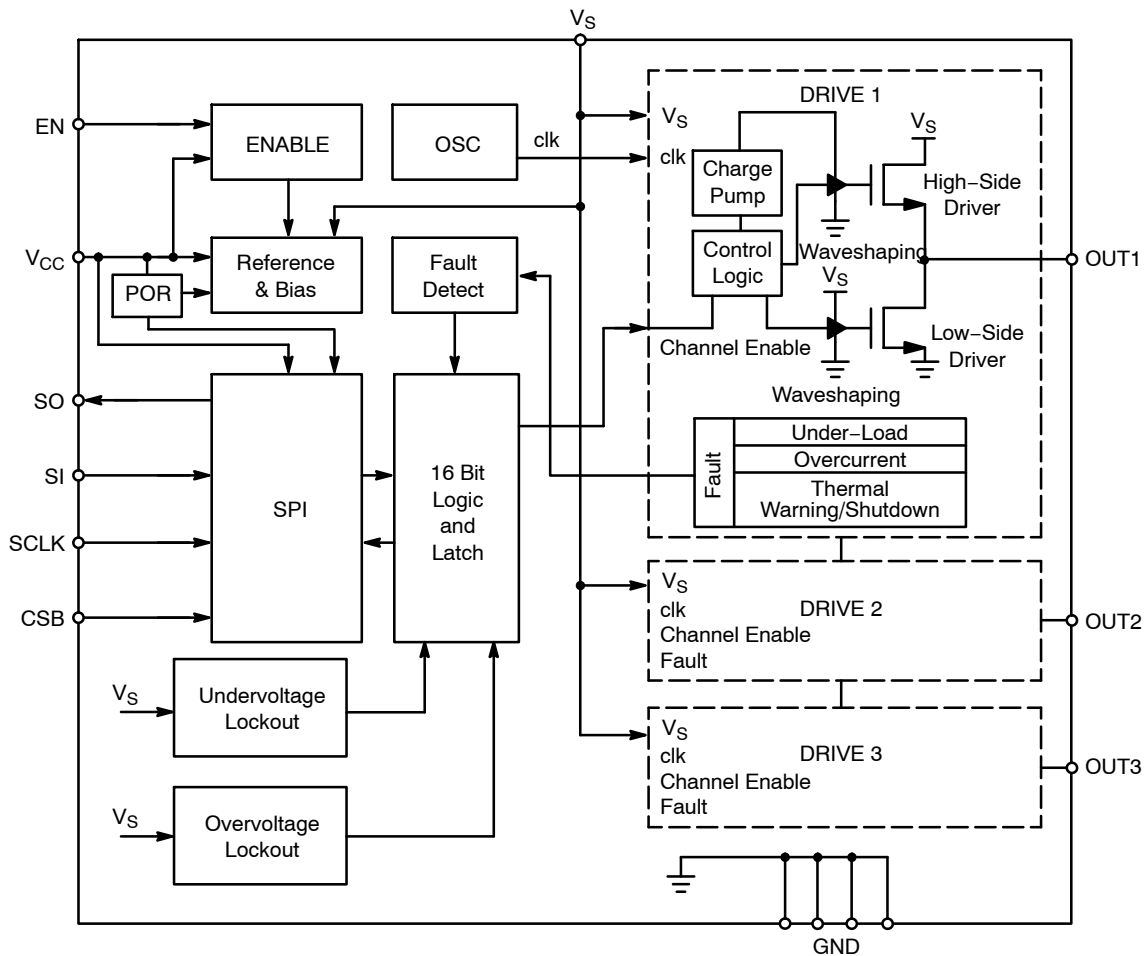 VS
EN
ENABLE
OSC
clk
VCC
POR
Reference
& Bias
Fault
Detect
SO
SI
SCLK
CSB
SPI
16 Bit
Logic
and
Latch
VS
Undervoltage
Lockout
VS
Overvoltage
Lockout
DRIVE 1
VS
clk
Charge
Pump
Control
Logic
Channel Enable
VS
High−Side
Driver
Waveshaping
VS
Low−Side
Driver
Waveshaping
OUT1
Fault
Under−Load
Overcurrent
Thermal
Warning/Shutdown
DRIVE 2
VS
clk
Channel Enable
Fault
OUT2
DRIVE 3
VS
clk
Channel Enable
Fault
OUT3
GND